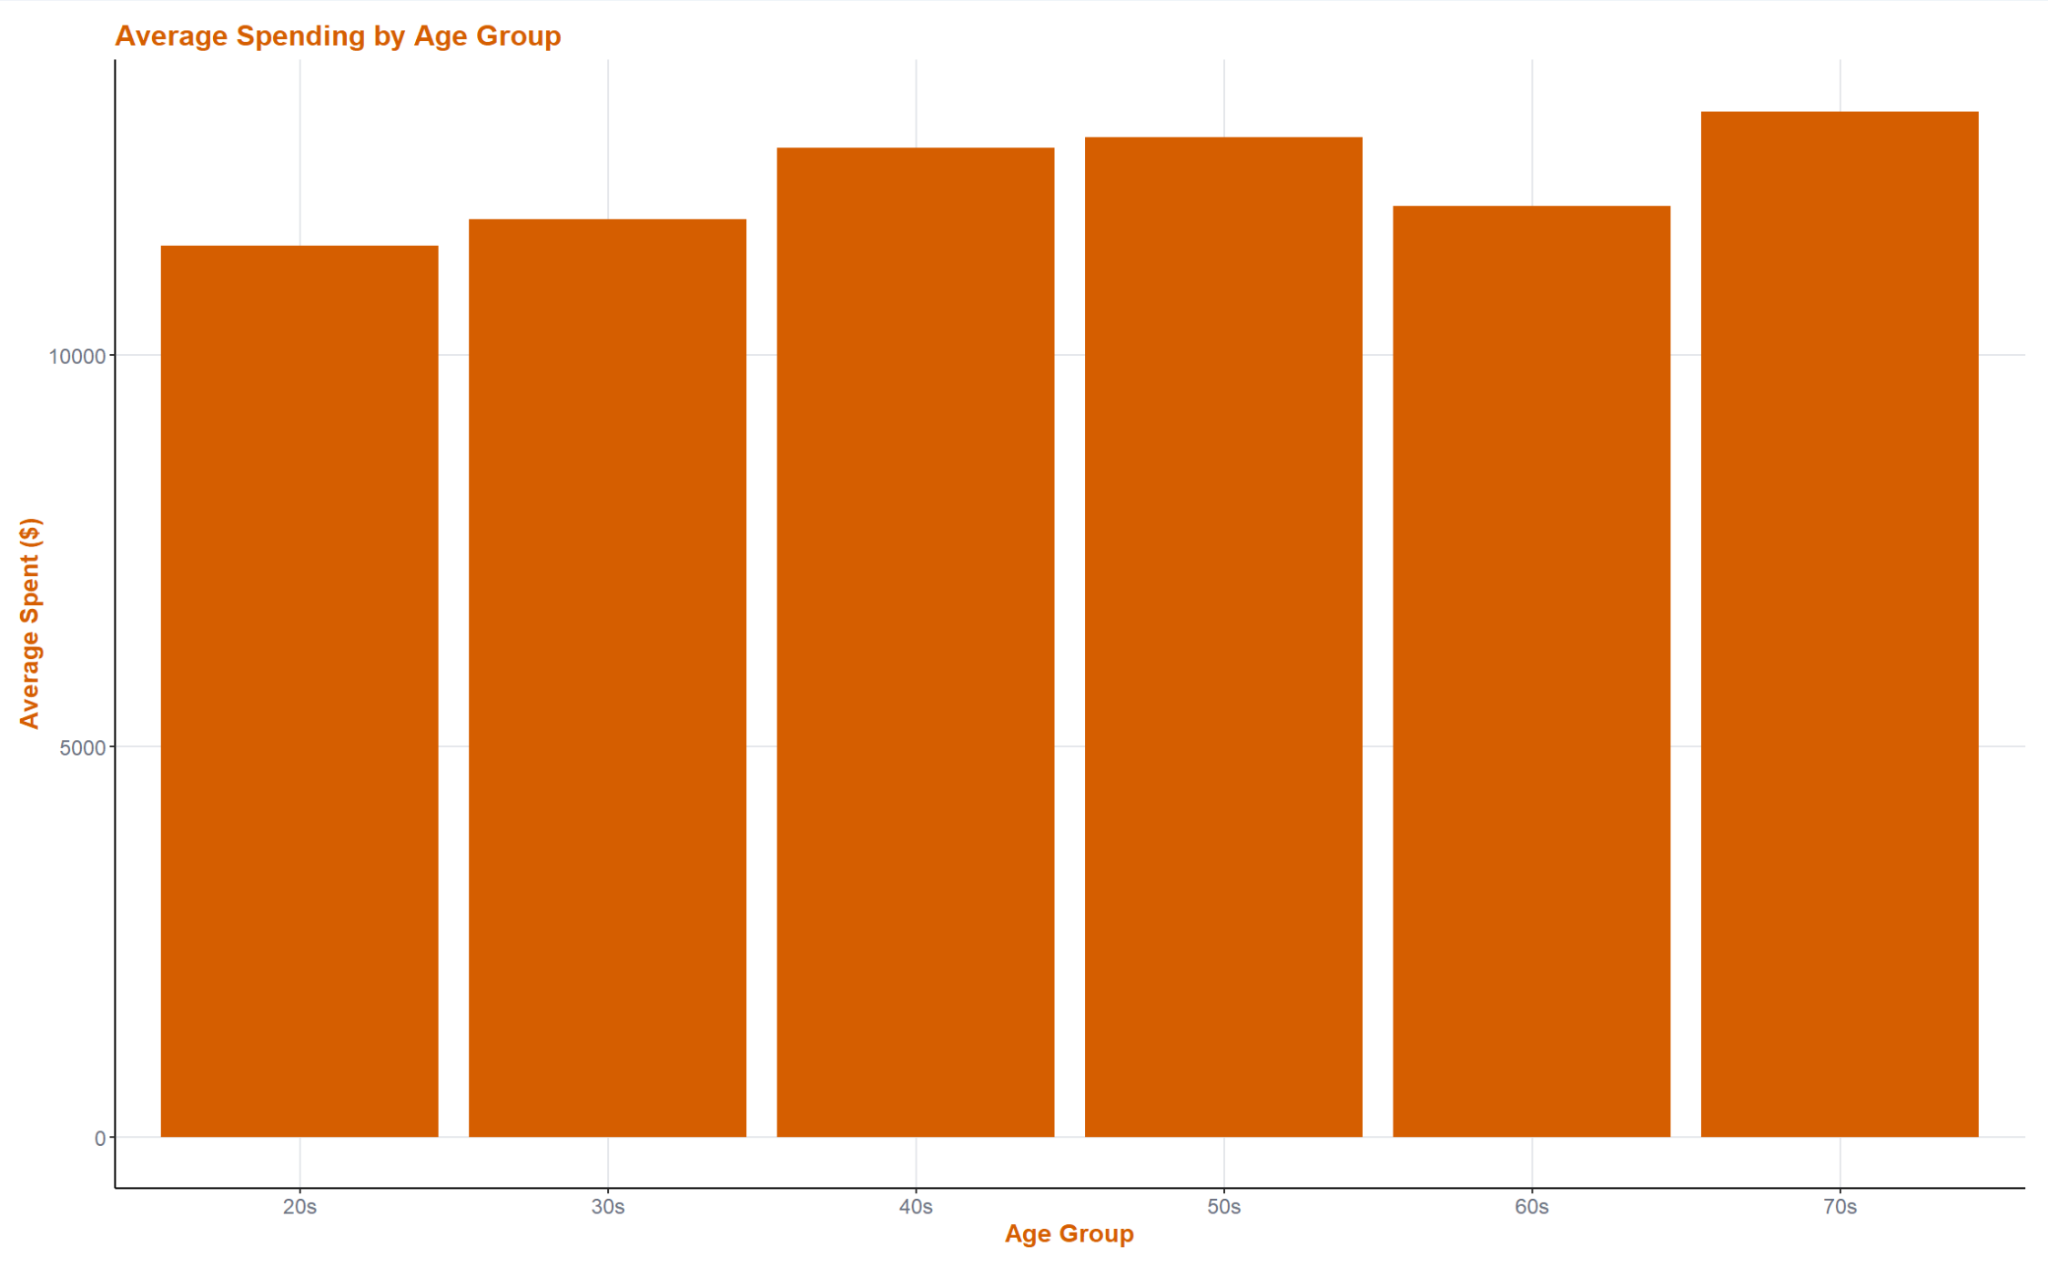 Average Spending by Age Group
Average Spent ($)
10000
5000
0
20s 30s 40s 50s 60s 70s
Age Group